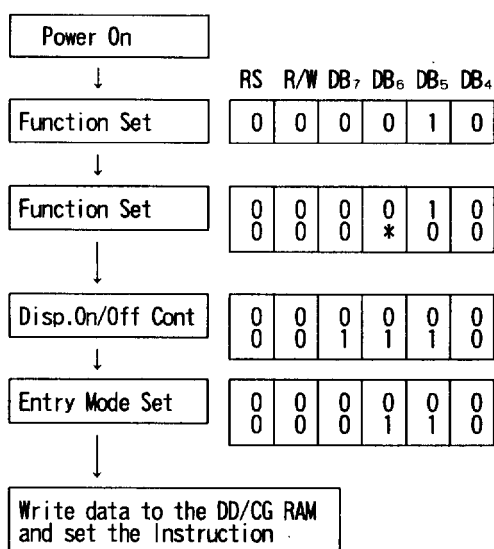 Power On
RS R/W DB₇ DB₆ DB₅ DB₄
Function Set 0 0 0 0 1 0
Function Set 0 0 0 0 1 0
0 0 0 * 0 0
Disp.On/Off Cont 0 0 0 0 0 0
0 0 1 1 1 0
Entry Mode Set 0 0 0 0 0 0
0 0 0 1 1 0
Write data to the DD/CG RAM
and set the Instruction